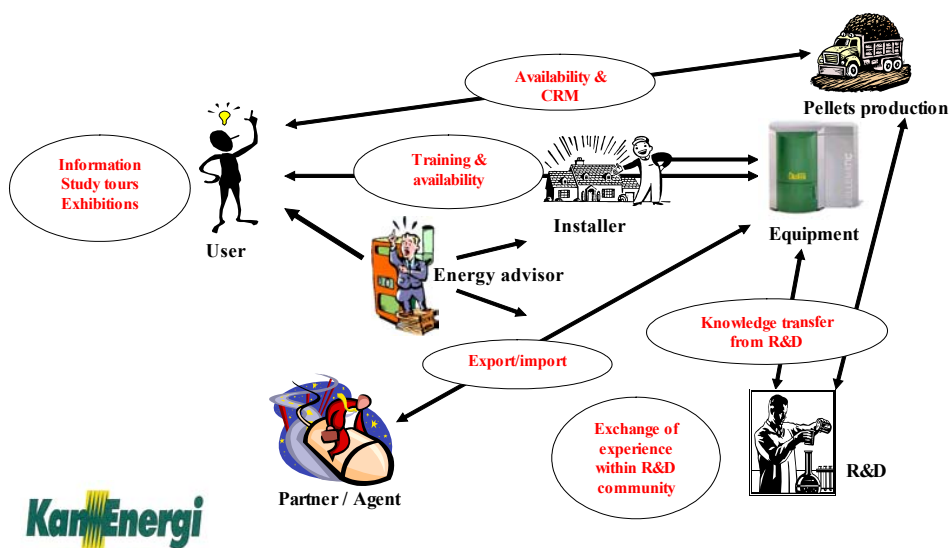 Availability &
CRM
Pellets production
Information
Study tours
Exhibitions
Training &
availability
User
Installer
Equipment
Energy advisor
Knowledge transfer
from R&D
Export/import
Exchange of
experience
within R&D
community
R&D
Partner / Agent
KanEnergi